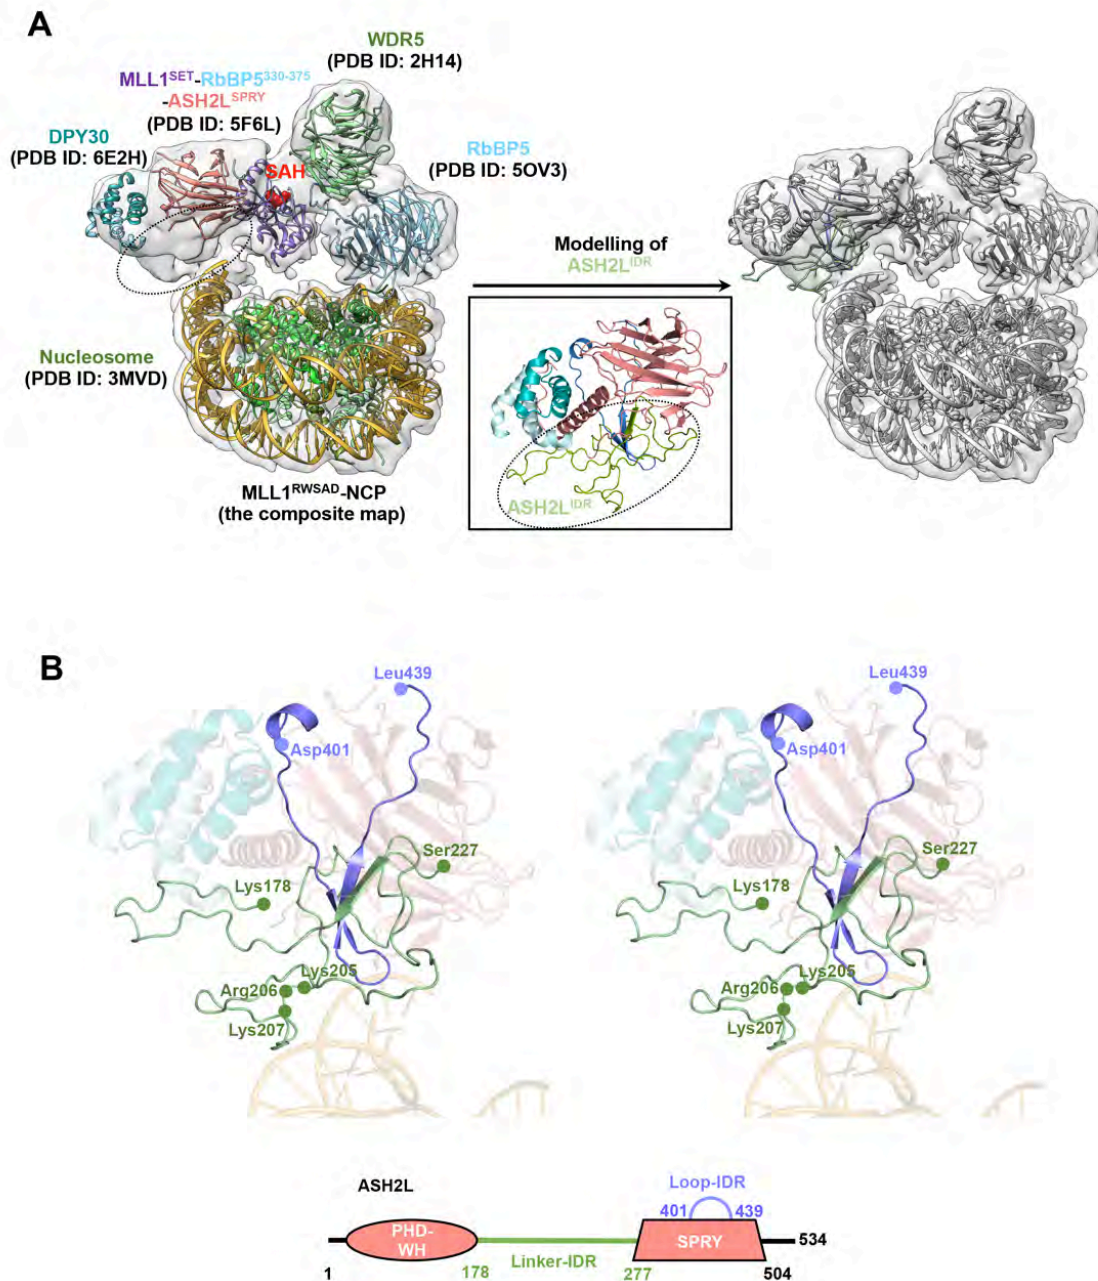 A
WDR5
(PDB ID: 2H14)
MLL1SET-RbBP5330-375
-ASH2LSPRY
(PDB ID: 5F6L)
DPY30
(PDB ID: 6E2H)
SAH
RbBP5
(PDB ID: 5OV3)
Modelling of
ASH2LIDR
Nucleosome
(PDB ID: 3MVD)
ASH2LIDR
MLL1RWSAD-NCP
(the composite map)
B
Leu439
Asp401
Ser227
Lys178
Lys205
Arg206
Lys207
Leu439
Asp401
Ser227
Lys178
Lys205
Arg206
Lys207
ASH2L
Loop-IDR
401 439
PHD-
WH
SPRY
534
Linker-IDR
1 178 277 504